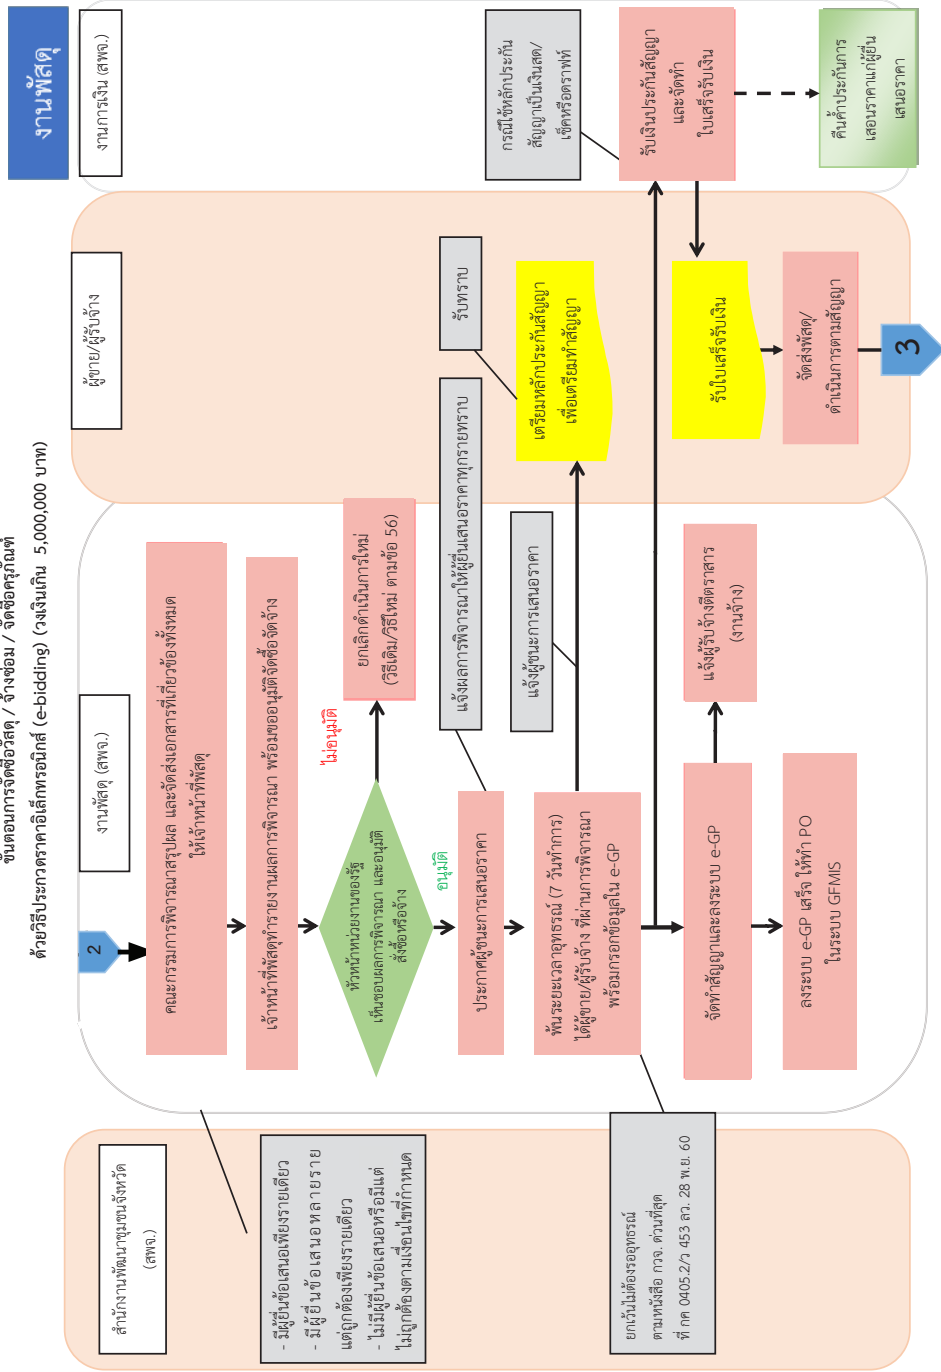 งานพัสดุ
ขั้นตอนการจัดซื้อวัสดุ / จ้างซ่อม / จัดซื้อครุภัณฑ์
ด้วยวิธีประกวดราคาอิเล็กทรอนิกส์ (e-bidding) (วงเงินเกิน 5,000,000 บาท)
สำนักงานพัฒนาชุมชนจังหวัด
(สพจ.)
งานพัสดุ (สพจ.)
ผู้ขาย/ผู้รับจ้าง
งานการเงิน (สพจ.)
2
คณะกรรมการพิจารณาสรุปผล และจัดส่งเอกสารที่เกี่ยวข้องทั้งหมด
ให้เจ้าหน้าที่พัสดุ
- มีผู้ยื่นข้อเสนอเพียงรายเดียว
- มีผู้ยื่นข้อเสนอหลายราย
แต่ถูกต้องเพียงรายเดียว
- ไม่มีผู้ยื่นข้อเสนอหรือมีแต่
ไม่ถูกต้องตามเงื่อนไขที่กำหนด
เจ้าหน้าที่พัสดุทำรายงานผลการพิจารณา พร้อมขออนุมัติจัดซื้อจัดจ้าง
หัวหน้าหน่วยงานของรัฐ
เห็นชอบผลการพิจารณา และอนุมัติ
สั่งซื้อหรือจ้าง
ไม่อนุมัติ
ยกเลิกดำเนินการใหม่
(วิธีเดิม/วิธีใหม่ ตามข้อ 56)
อนุมัติ
ประกาศผู้ชนะการเสนอราคา
แจ้งผลการพิจารณาให้ผู้ยื่นเสนอราคาทุกรายทราบ
รับทราบ
พ้นระยะเวลาอุทธรณ์ (7 วันทำการ)
ได้ผู้ขาย/ผู้รับจ้าง ที่ผ่านการพิจารณา
พร้อมกรอกข้อมูลใน e-GP
แจ้งผู้ชนะการเสนอราคา
เตรียมหลักประกันสัญญา
เพื่อเตรียมทำสัญญา
กรณีใช้หลักประกัน
สัญญาเป็นเงินสด/
เช็คหรือดราฟท์
ยกเว้นไม่ต้องรออุทธรณ์
ตามหนังสือ กวจ. ด่วนที่สุด
ที่ กค 0405.2/ว 453 ลว. 28 พ.ย. 60
รับเงินประกันสัญญา
และจัดทำ
ใบเสร็จรับเงิน
จัดทำสัญญาและลงระบบ e-GP
แจ้งผู้รับจ้างตีตราสาร
(งานจ้าง)
รับใบเสร็จรับเงิน
ลงระบบ e-GP เสร็จ ให้ทำ PO
ในระบบ GFMIS
จัดส่งพัสดุ/
ดำเนินการตามสัญญา
คืนค้ำประกันการ
เสอนราคาแก่ผู้ยื่น
เสนอราคา
3